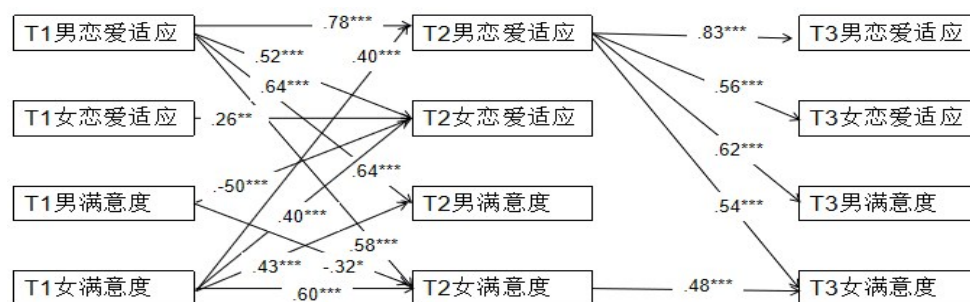 T1男恋爱适应
.78***
T2男恋爱适应
.83***
T3男恋爱适应
.52***
.40***
.64***
.56***
T1女恋爱适应
.26**
T2女恋爱适应
T3女恋爱适应
.62***
.64***
.-50***
T1男满意度
.40***
T2男满意度
.54***
T3男满意度
.58***
.43***
-.32*
T1女满意度
.60***
T2女满意度
.48***
T3女满意度